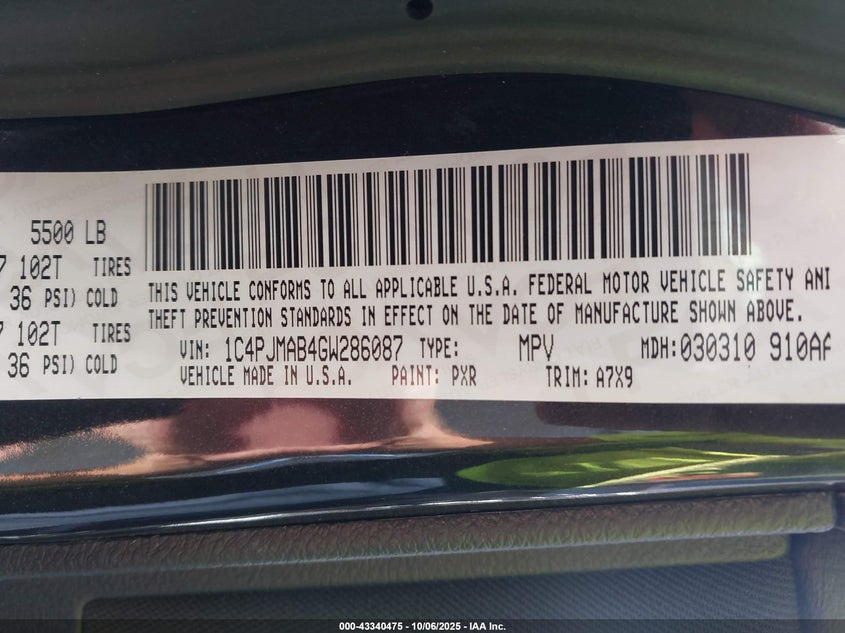 5500 LB
7 102T TIRES
36 PSI) COLD
7 102T TIRES
36 PSI) COLD
THIS VEHICLE CONFORMS TO ALL APPLICABLE U.S.A. FEDERAL MOTOR VEHICLE SAFETY AND
THEFT PREVENTION STANDARDS IN EFFECT ON THE DATE OF MANUFACTURE SHOWN ABOVE.
VIN: 1C4PJMAB4GW286087 TYPE: MPV MDH:030310 910AA
VEHICLE MADE IN U.S.A. PAINT: PXR TRIM: A7X9
000-43340475 - 10/06/2025 - IAA Inc.